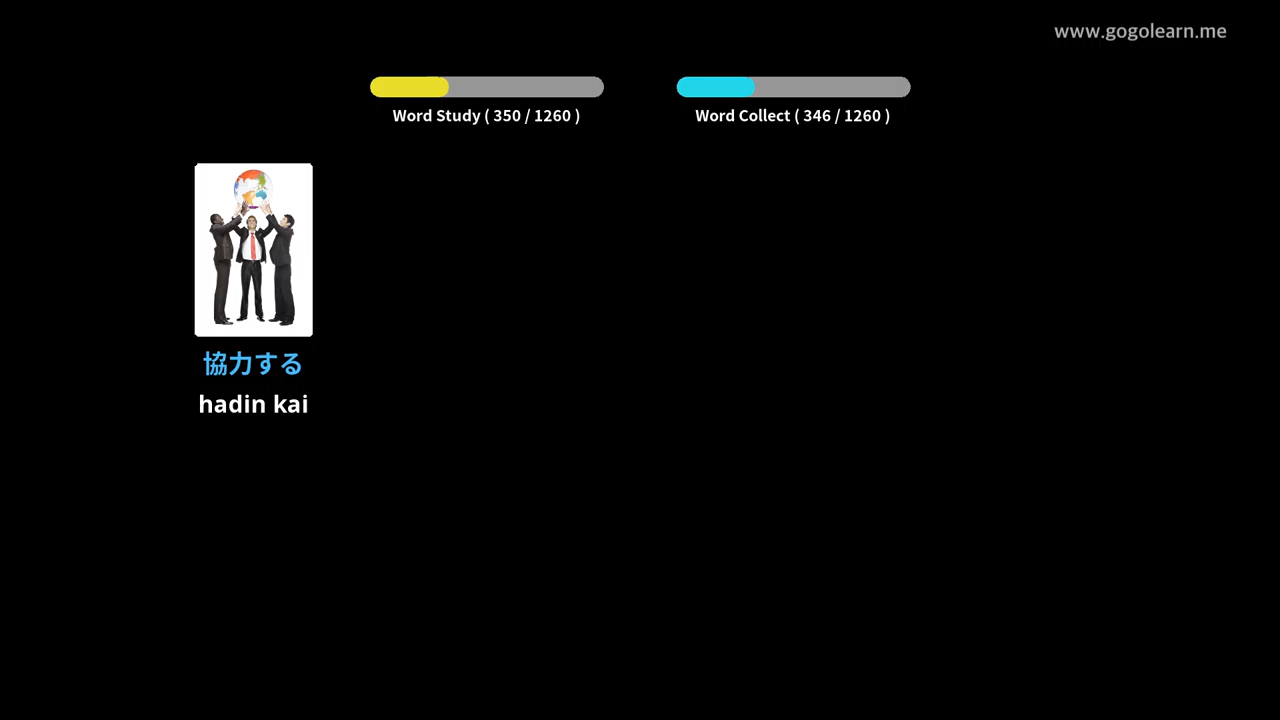 www.gogolearn.me
Word Study ( 350 / 1260 )
Word Collect ( 346 / 1260 )
協力する
hadin kai